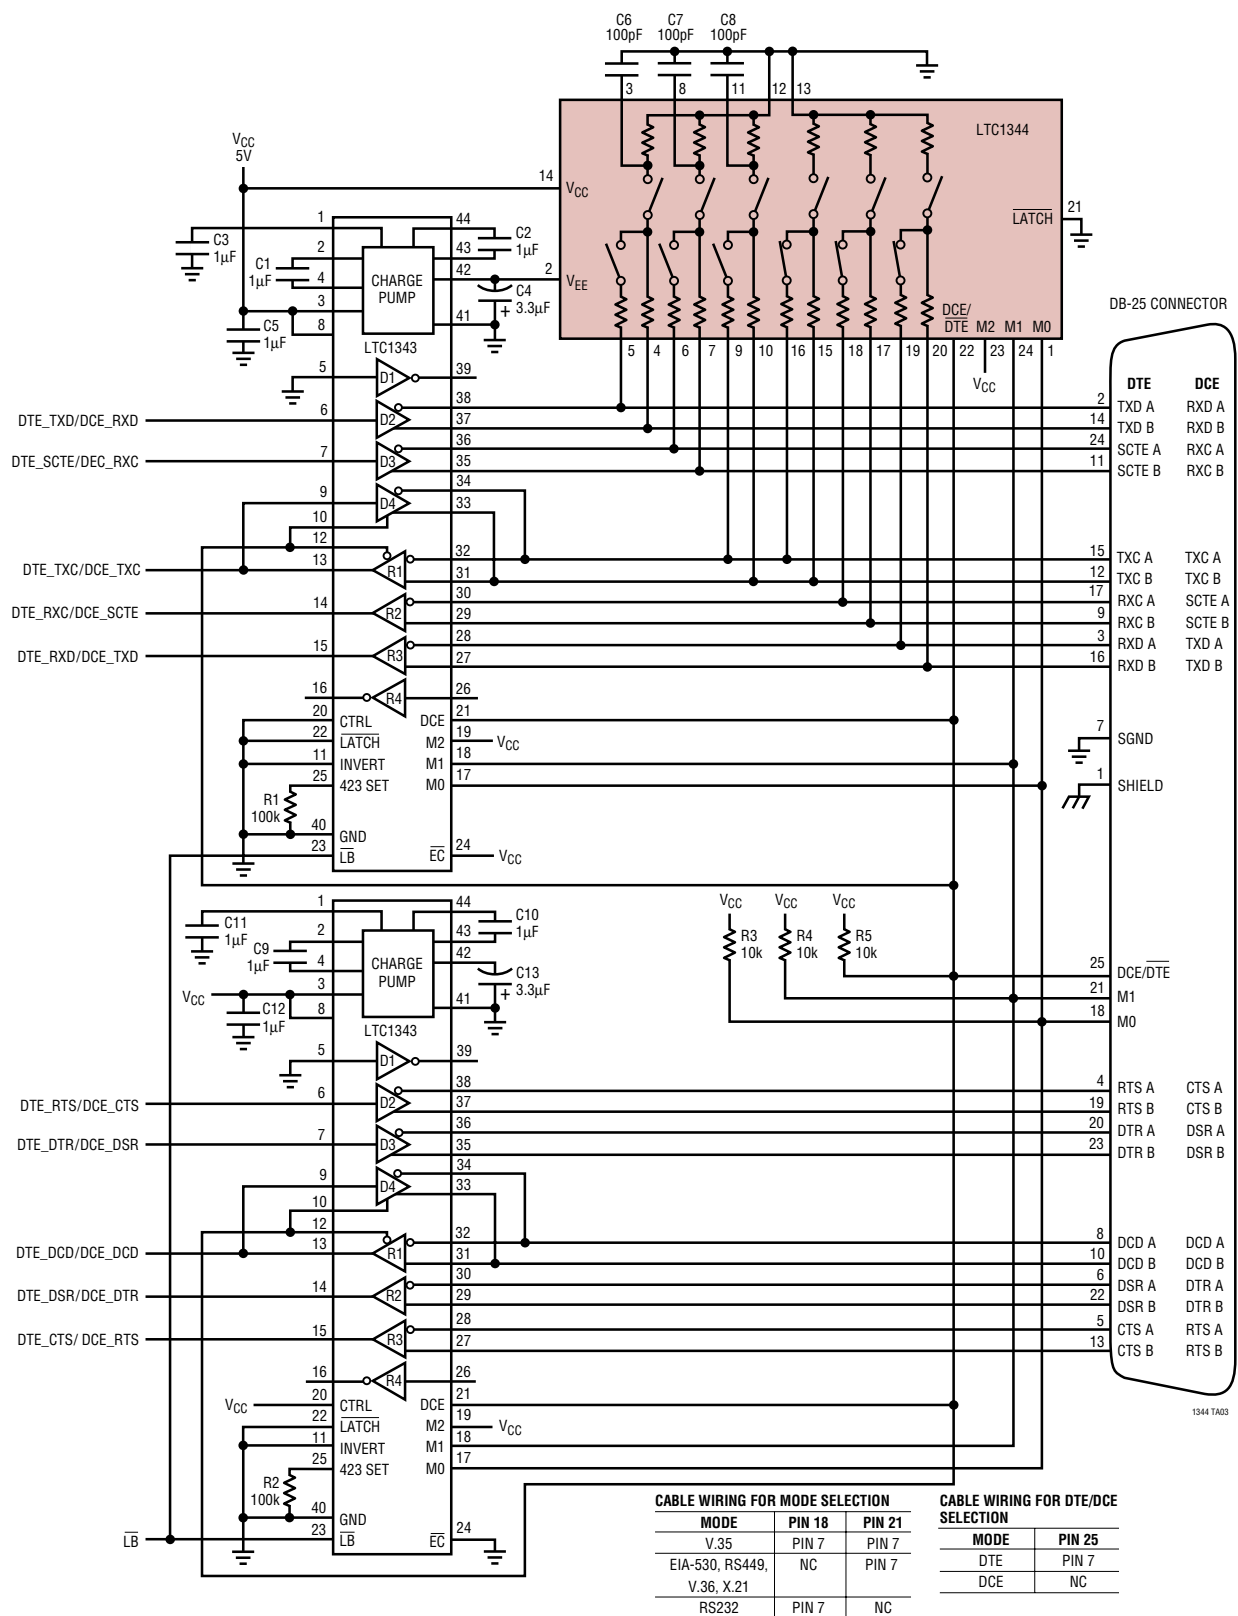 C6
100pF
C7
100pF
C8
100pF
3
8
11
12
13
LTC1344
VCC
5V
14
VCC
LATCH
21
2
VEE
DCE/
DTE
M2
M1
M0
5
4
6
7
9
10
16
15
18
17
19
20
22
23
24
1
VCC
1
44
C3
1µF
2
C1
1µF
4
3
8
C5
1µF
CHARGE
PUMP
43
C2
1µF
42
C4
3.3µF
+
41
LTC1343
DB-25 CONNECTOR
DTE
DCE
5
D1
39
DTE_TXD/DCE_RXD
6
D2
38
37
2
TXD A
RXD A
14
TXD B
RXD B
DTE_SCTE/DEC_RXC
7
D3
36
35
24
SCTE A
RXC A
11
SCTE B
RXC B
9
D4
34
33
10
12
DTE_TXC/DCE_TXC
13
R1
32
31
15
TXC A
TXC A
12
TXC B
TXC B
DTE_RXC/DCE_SCTE
14
R2
30
29
17
RXC A
SCTE A
9
RXC B
SCTE B
DTE_RXD/DCE_TXD
15
R3
28
27
3
RXD A
TXD A
16
RXD B
TXD B
16
R4
26
20
CTRL
DCE
21
22
LATCH
M2
19
VCC
11
INVERT
M1
18
25
423 SET
M0
17
R1
100k
40
GND
23
LB
EC
24
VCC
7
SGND
1
SHIELD
1
44
C11
1µF
2
C9
1µF
4
VCC
3
8
C12
1µF
CHARGE
PUMP
43
C10
1µF
42
C13
3.3µF
+
41
LTC1343
VCC
VCC
VCC
R3
10k
R4
10k
R5
10k
25
DCE/DTE
21
M1
18
M0
5
D1
39
DTE_RTS/DCE_CTS
6
D2
38
37
4
RTS A
CTS A
19
RTS B
CTS B
DTE_DTR/DCE_DSR
7
D3
36
35
20
DTR A
DSR A
23
DTR B
DSR B
9
D4
34
33
10
12
DTE_DCD/DCE_DCD
13
R1
32
31
8
DCD A
DCD A
10
DCD B
DCD B
DTE_DSR/DCE_DTR
14
R2
30
29
6
DSR A
DTR A
22
DSR B
DTR B
DTE_CTS/ DCE_RTS
15
R3
28
27
5
CTS A
RTS A
13
CTS B
RTS B
16
R4
26
VCC
20
CTRL
DCE
21
22
LATCH
M2
19
VCC
11
INVERT
M1
18
25
423 SET
M0
17
R2
100k
40
GND
LB
23
LB
EC
24
1344 TA03
CABLE WIRING FOR MODE SELECTION
MODE PIN 18 PIN 21
V.35 PIN 7 PIN 7
EIA-530, RS449, NC PIN 7
V.36, X.21
RS232 PIN 7 NC
CABLE WIRING FOR DTE/DCE
SELECTION
MODE PIN 25
DTE PIN 7
DCE NC